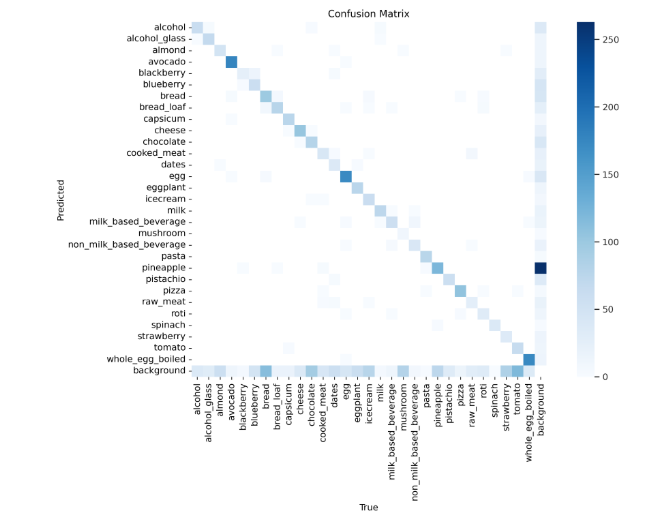 Confusion Matrix
alcohol
alcohol_glass
almond
avocado
blackberry
blueberry
bread
bread_loaf
capsicum
cheese
chocolate
cooked_meat
dates
egg
eggplant
icecream
milk
milk_based_beverage
mushroom
non_milk_based_beverage
pasta
pineapple
pistachio
pizza
raw_meat
roti
spinach
strawberry
tomato
whole_egg_boiled
background
Predicted
alcohol
alcohol_glass
almond
avocado
blackberry
blueberry
bread
bread_loaf
capsicum
cheese
chocolate
cooked_meat
dates
egg
eggplant
icecream
milk
milk_based_beverage
mushroom
non_milk_based_beverage
pasta
pineapple
pistachio
pizza
raw_meat
roti
spinach
strawberry
tomato
whole_egg_boiled
background
True
250
200
150
100
50
0